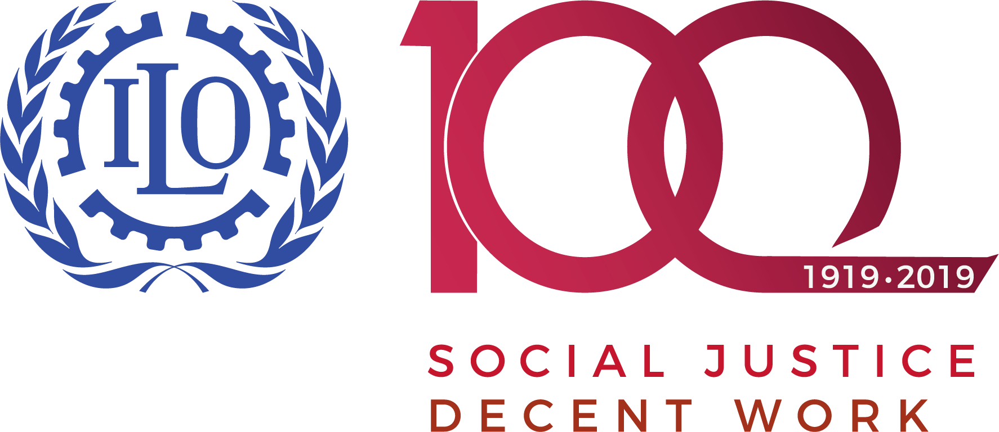 ILO
100
1919·2019
SOCIAL JUSTICE
DECENT WORK